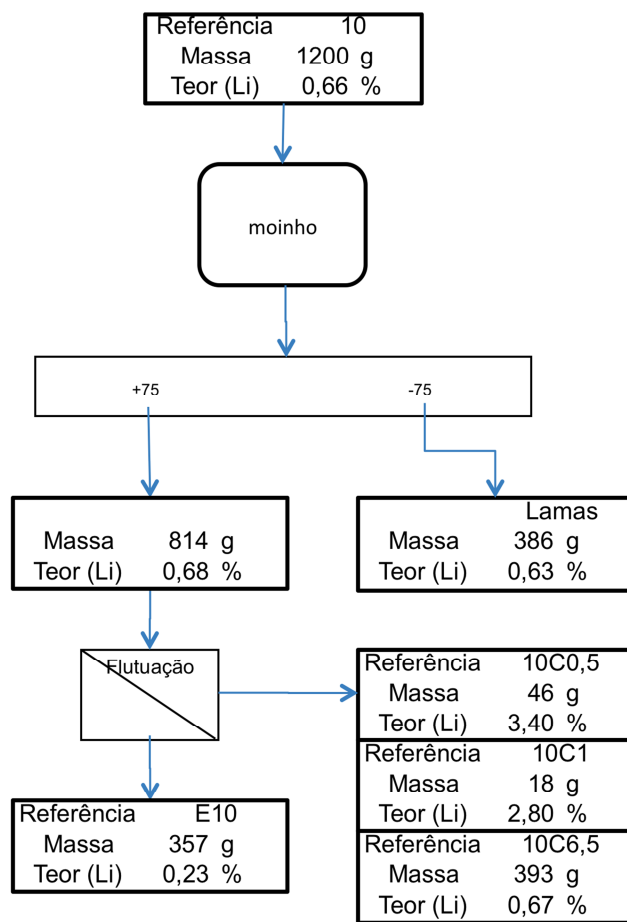 Referência 10
Massa 1200 g
Teor (Li) 0,66 %
moinho
+75 -75
Massa 814 g
Teor (Li) 0,68 %
Lamas
Massa 386 g
Teor (Li) 0,63 %
Flutuação
Referência 10C0,5
Massa 46 g
Teor (Li) 3,40 %
Referência 10C1
Massa 18 g
Teor (Li) 2,80 %
Referência 10C6,5
Massa 393 g
Teor (Li) 0,67 %
Referência E10
Massa 357 g
Teor (Li) 0,23 %